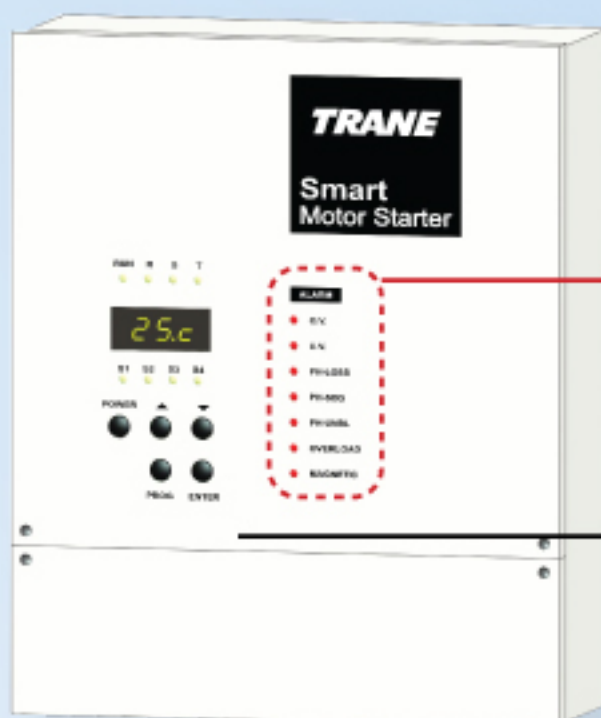 TRANE
Smart
Motor Starter
R S T
25.c
S1 S2 S3 S4
POWER
PROG ENTER
ALARM
O.V.
U.V.
PH-LOSS
PH-SEQ
PH-UNBL
OVERLOAD
MAGNETIC